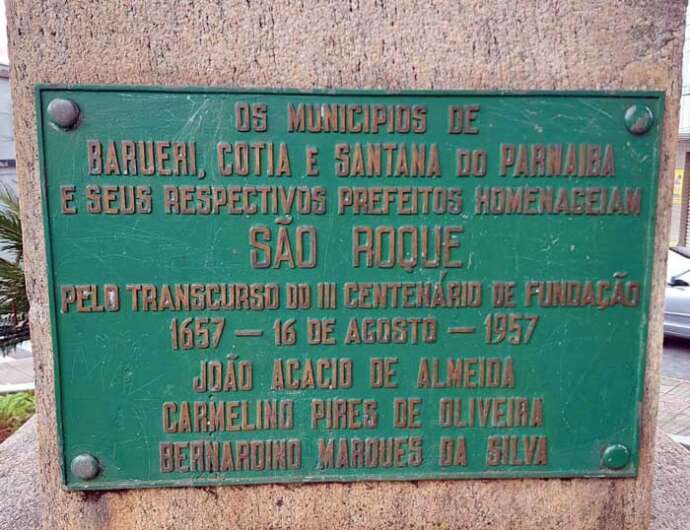 OS MUNICIPIOS DE
BARUERI, COTIA E SANTANA DO PARNAIBA
E SEUS RESPECTIVOS PREFEITOS HOMENAGEIAM
SÃO ROQUE
PELO TRANSCURSO DO III CENTENÁRIO DE FUNDAÇÃO
1657 — 16 DE AGOSTO — 1957
JOÃO ACACIO DE ALMEIDA
CARMELINO PIRES DE OLIVEIRA
BERNARDINO MARQUES DA SILVA